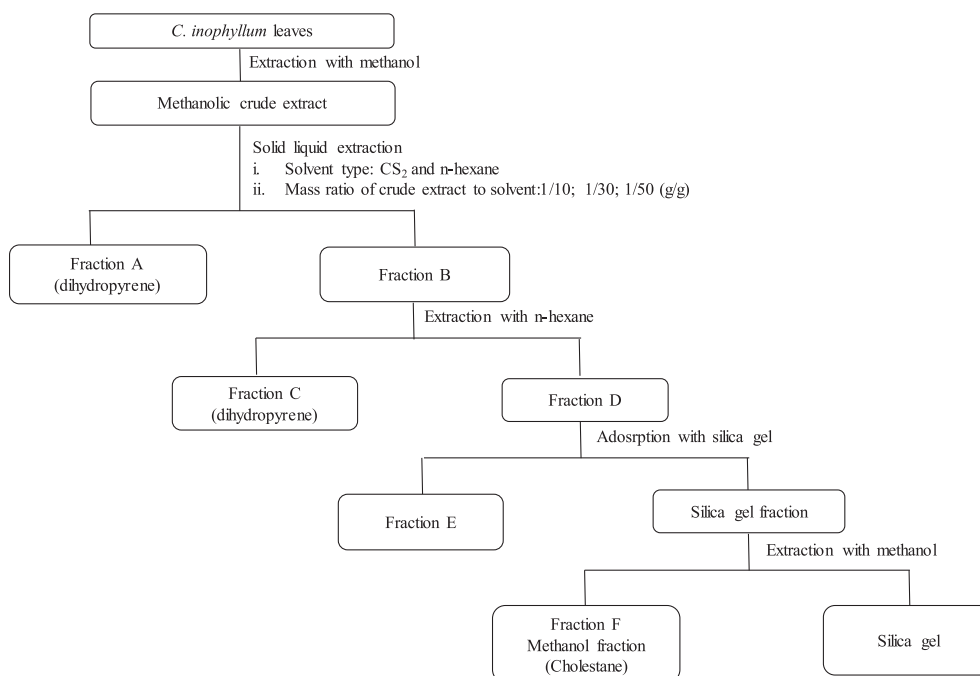 C. inophyllum leaves
Extraction with methanol
Methanolic crude extract
Solid liquid extraction
i. Solvent type: CS₂ and n-hexane
ii. Mass ratio of crude extract to solvent:1/10; 1/30; 1/50 (g/g)
Fraction A
(dihydropyrene)
Fraction B
Extraction with n-hexane
Fraction C
(dihydropyrene)
Fraction D
Adosrption with silica gel
Fraction E
Silica gel fraction
Extraction with methanol
Fraction F
Methanol fraction
(Cholestane)
Silica gel